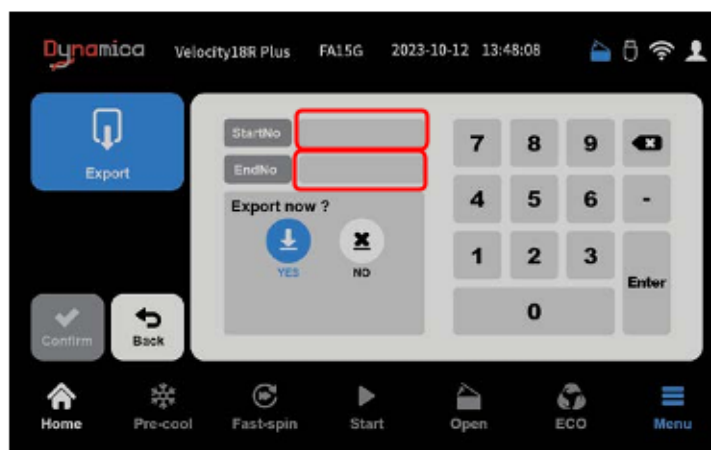 Dynamica Velocity18R Plus FA15G 2023-10-12 13:48:08
Export
StartNo
EndNo
Export now ?
YES NO
7 8 9
4 5 6 -
1 2 3
0 Enter
Confirm Back
Home Pre-cool Fast-spin Start Open ECO Menu